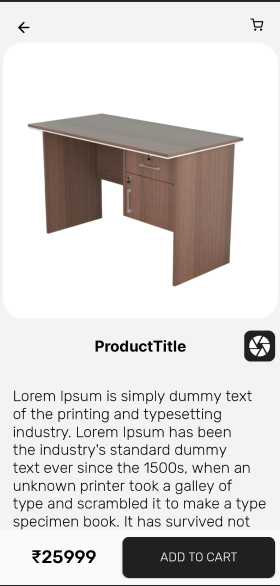 ProductTitle
Lorem Ipsum is simply dummy text
of the printing and typesetting
industry. Lorem Ipsum has been
the industry's standard dummy
text ever since the 1500s, when an
unknown printer took a galley of
type and scrambled it to make a type
specimen book. It has survived not
₹25999 ADD TO CART